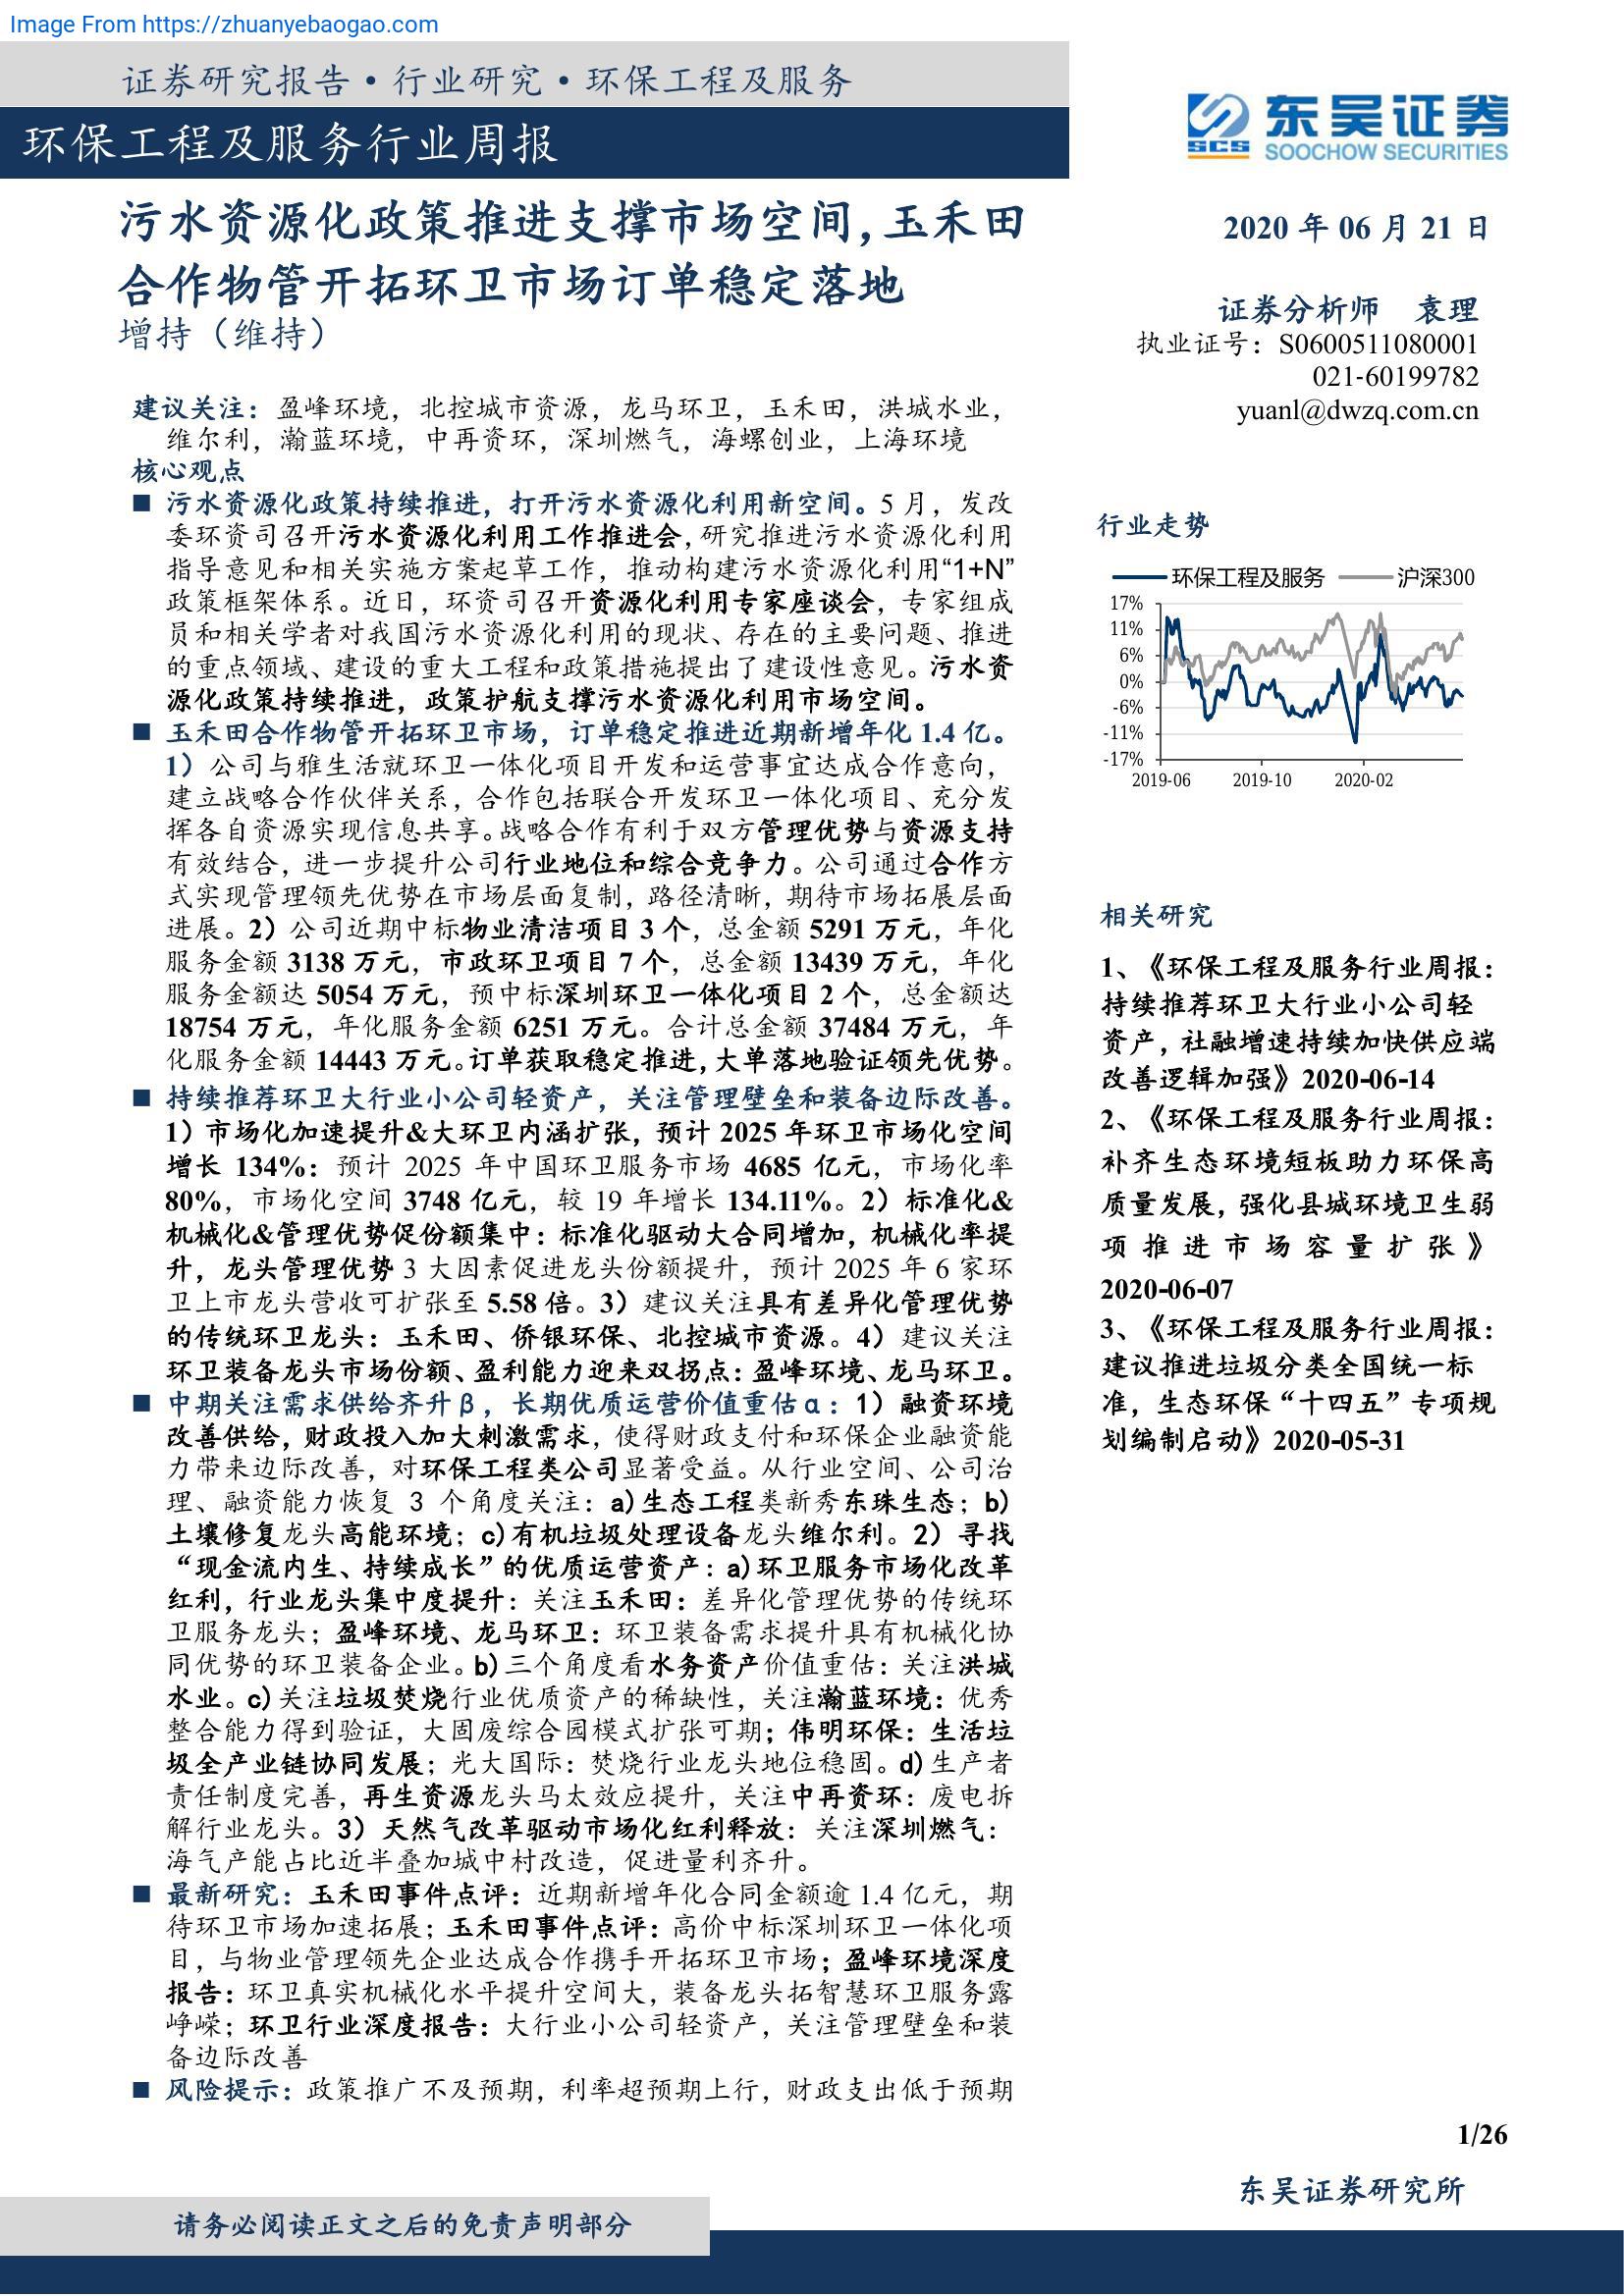 Image From https://zhuanyebaogao.com
证券研究报告·行业研究·环保工程及服务
环保工程及服务行业周报
东吴证券
SCS
SOOCHOW SECURITIES
污水资源化政策推进支撑市场空间，玉禾田
合作物管开拓环卫市场订单稳定落地
增持（维持）
建议关注：盈峰环境，北控城市资源，龙马环卫，玉禾田，洪城水业，
维尔利，瀚蓝环境，中再资环，深圳燃气，海螺创业，上海环境
核心观点
■ 污水资源化政策持续推进，打开污水资源化利用新空间。5 月，发改
委环资司召开污水资源化利用工作推进会，研究推进污水资源化利用
指导意见和相关实施方案起草工作，推动构建污水资源化利用“1+N”
政策框架体系。近日，环资司召开资源化利用专家座谈会，专家组成
员和相关学者对我国污水资源化利用的现状、存在的主要问题、推进
的重点领域、建设的重大工程和政策措施提出了建设性意见。污水资
源化政策持续推进，政策护航支撑污水资源化利用市场空间。
■ 玉禾田合作物管开拓环卫市场，订单稳定推进近期新增年化 1.4 亿。
1）公司与雅生活就环卫一体化项目开发和运营事宜达成合作意向，
建立战略合作伙伴关系，合作包括联合开发环卫一体化项目、充分发
挥各自资源实现信息共享。战略合作有利于双方管理优势与资源支持
有效结合，进一步提升公司行业地位和综合竞争力。公司通过合作方
式实现管理领先优势在市场层面复制，路径清晰，期待市场拓展层面
进展。2）公司近期中标物业清洁项目 3 个，总金额 5291 万元，年化
服务金额 3138 万元，市政环卫项目 7 个，总金额 13439 万元，年化
服务金额达 5054 万元，预中标深圳环卫一体化项目 2 个，总金额达
18754 万元，年化服务金额 6251 万元。合计总金额 37484 万元，年
化服务金额 14443 万元。订单获取稳定推进，大单落地验证领先优势。
■ 持续推荐环卫大行业小公司轻资产，关注管理壁垒和装备边际改善。
1）市场化加速提升&大环卫内涵扩张，预计 2025 年环卫市场化空间
增长 134%：预计 2025 年中国环卫服务市场 4685 亿元，市场化率
80%，市场化空间 3748 亿元，较 19 年增长 134.11%。2）标准化&
机械化&管理优势促份额集中：标准化驱动大合同增加，机械化率提
升，龙头管理优势 3 大因素促进龙头份额提升，预计 2025 年 6 家环
卫上市龙头营收可扩张至 5.58 倍。3）建议关注具有差异化管理优势
的传统环卫龙头：玉禾田、侨银环保、北控城市资源。4）建议关注
环卫装备龙头市场份额、盈利能力迎来双拐点：盈峰环境、龙马环卫。
■ 中期关注需求供给齐升β，长期优质运营价值重估α：1）融资环境
改善供给，财政投入加大刺激需求，使得财政支付和环保企业融资能
力带来边际改善，对环保工程类公司显著受益。从行业空间、公司治
理、融资能力恢复 3 个角度关注：a)生态工程类新秀东珠生态；b)
土壤修复龙头高能环境；c)有机垃圾处理设备龙头维尔利。2）寻找
“现金流内生、持续成长”的优质运营资产：a)环卫服务市场化改革
红利，行业龙头集中度提升：关注玉禾田：差异化管理优势的传统环
卫服务龙头；盈峰环境、龙马环卫：环卫装备需求提升具有机械化协
同优势的环卫装备企业。b)三个角度看水务资产价值重估：关注洪城
水业。c)关注垃圾焚烧行业优质资产的稀缺性，关注瀚蓝环境：优秀
整合能力得到验证，大固废综合园模式扩张可期；伟明环保：生活垃
圾全产业链协同发展；光大国际：焚烧行业龙头地位稳固。d)生产者
责任制度完善，再生资源龙头马太效应提升，关注中再资环：废电拆
解行业龙头。3）天然气改革驱动市场化红利释放：关注深圳燃气：
海气产能占比近半叠加城中村改造，促进量利齐升。
■ 最新研究：玉禾田事件点评：近期新增年化合同金额逾 1.4 亿元，期
待环卫市场加速拓展；玉禾田事件点评：高价中标深圳环卫一体化项
目，与物业管理领先企业达成合作携手开拓环卫市场；盈峰环境深度
报告：环卫真实机械化水平提升空间大，装备龙头拓智慧环卫服务露
峥嵘；环卫行业深度报告：大行业小公司轻资产，关注管理壁垒和装
备边际改善
■ 风险提示：政策推广不及预期，利率超预期上行，财政支出低于预期
2020 年 06 月 21 日
证券分析师 袁理
执业证号：S0600511080001
021-60199782
yuanl@dwzq.com.cn
行业走势
环保工程及服务 沪深300
17%
11%
6%
0%
-6%
-11%
-17%
2019-06 2019-10 2020-02
相关研究
1、《环保工程及服务行业周报：
持续推荐环卫大行业小公司轻
资产，社融增速持续加快供应端
改善逻辑加强》2020-06-14
2、《环保工程及服务行业周报：
补齐生态环境短板助力环保高
质量发展，强化县城环境卫生弱
项推进市场容量扩张》
2020-06-07
3、《环保工程及服务行业周报：
建议推进垃圾分类全国统一标
准，生态环保“十四五”专项规
划编制启动》2020-05-31
1/26
东吴证券研究所
请务必阅读正文之后的免责声明部分